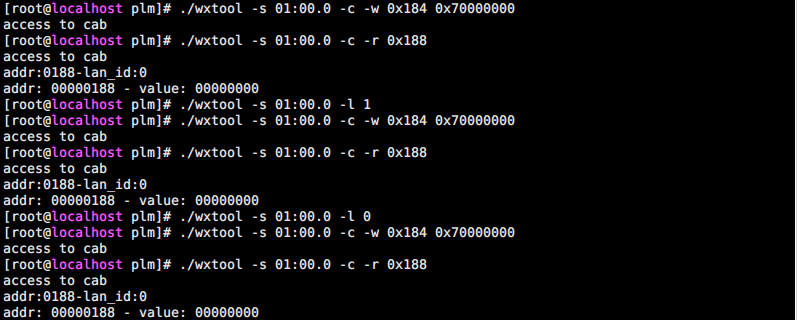 [root@localhost plm]# ./wxtool -s 01:00.0 -c -w 0x184 0x70000000
access to cab
[root@localhost plm]# ./wxtool -s 01:00.0 -c -r 0x188
access to cab
addr:0188-lan_id:0
addr: 00000188 - value: 00000000
[root@localhost plm]# ./wxtool -s 01:00.0 -l 1
[root@localhost plm]# ./wxtool -s 01:00.0 -c -w 0x184 0x70000000
access to cab
[root@localhost plm]# ./wxtool -s 01:00.0 -c -r 0x188
access to cab
addr:0188-lan_id:0
addr: 00000188 - value: 00000000
[root@localhost plm]# ./wxtool -s 01:00.0 -l 0
[root@localhost plm]# ./wxtool -s 01:00.0 -c -w 0x184 0x70000000
access to cab
[root@localhost plm]# ./wxtool -s 01:00.0 -c -r 0x188
access to cab
addr:0188-lan_id:0
addr: 00000188 - value: 00000000